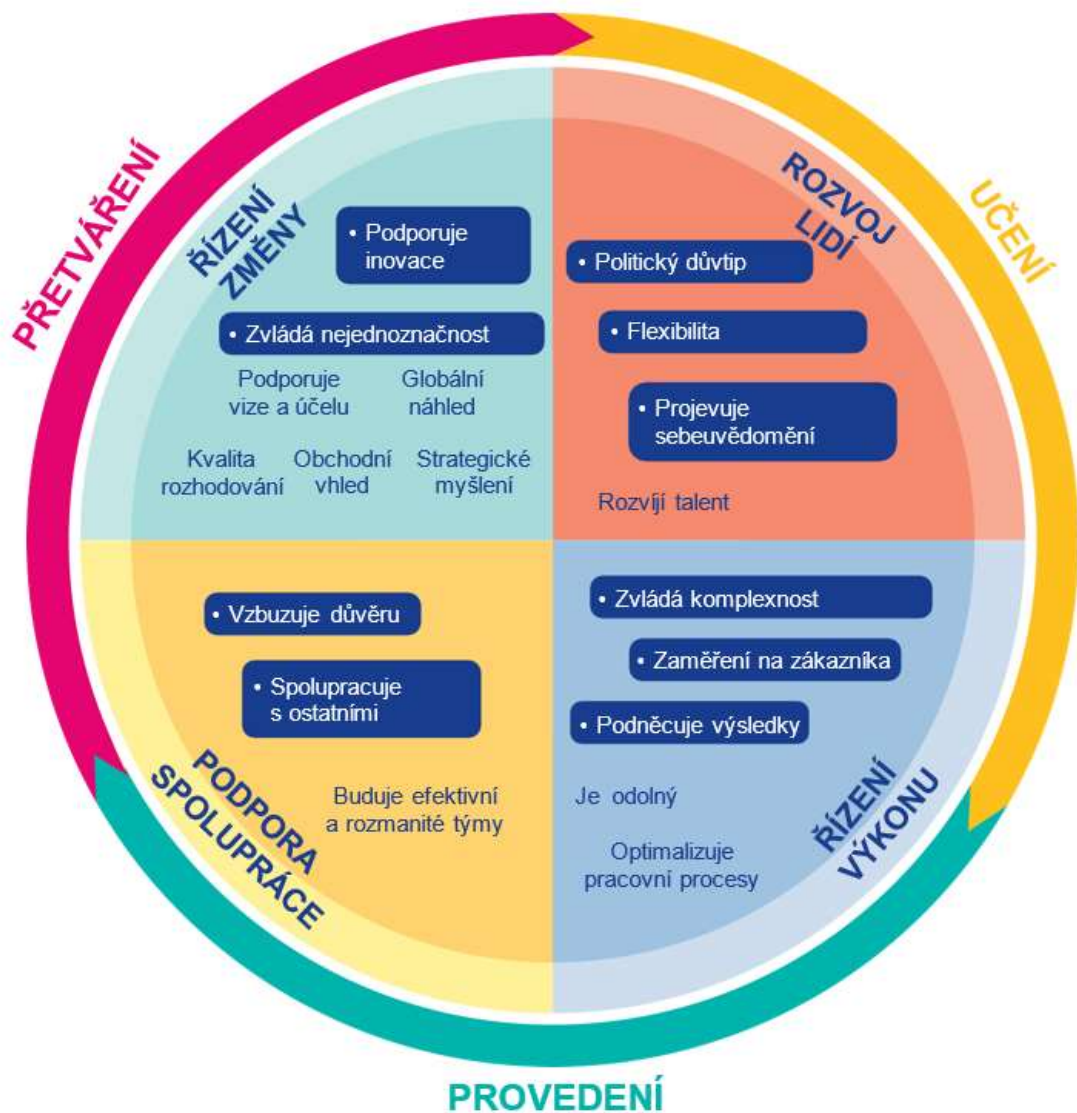 PŘETVÁŘENÍ
UČENÍ
PROVEDENÍ
ŘÍZENÍ
ZMĚNY
• Podporuje
inovace
• Zvládá nejednoznačnost
Podporuje
vize a účelu
Globální
náhled
Kvalita
rozhodování
Obchodní
vhled
Strategické
myšlení
ROZVOJ
LIDÍ
• Politický důvtip
• Flexibilita
• Projevuje
sebeuvědomění
Rozvíjí talent
• Vzbuzuje důvěru
• Spolupracuje
s ostatními
Buduje efektivní
a rozmanité týmy
PODPORA
SPOLUPRÁCE
• Zvládá komplexnost
• Zaměření na zákazníka
• Podněcuje výsledky
Je odolný
Optimalizuje
pracovní procesy
ŘÍZENÍ
VÝKONU